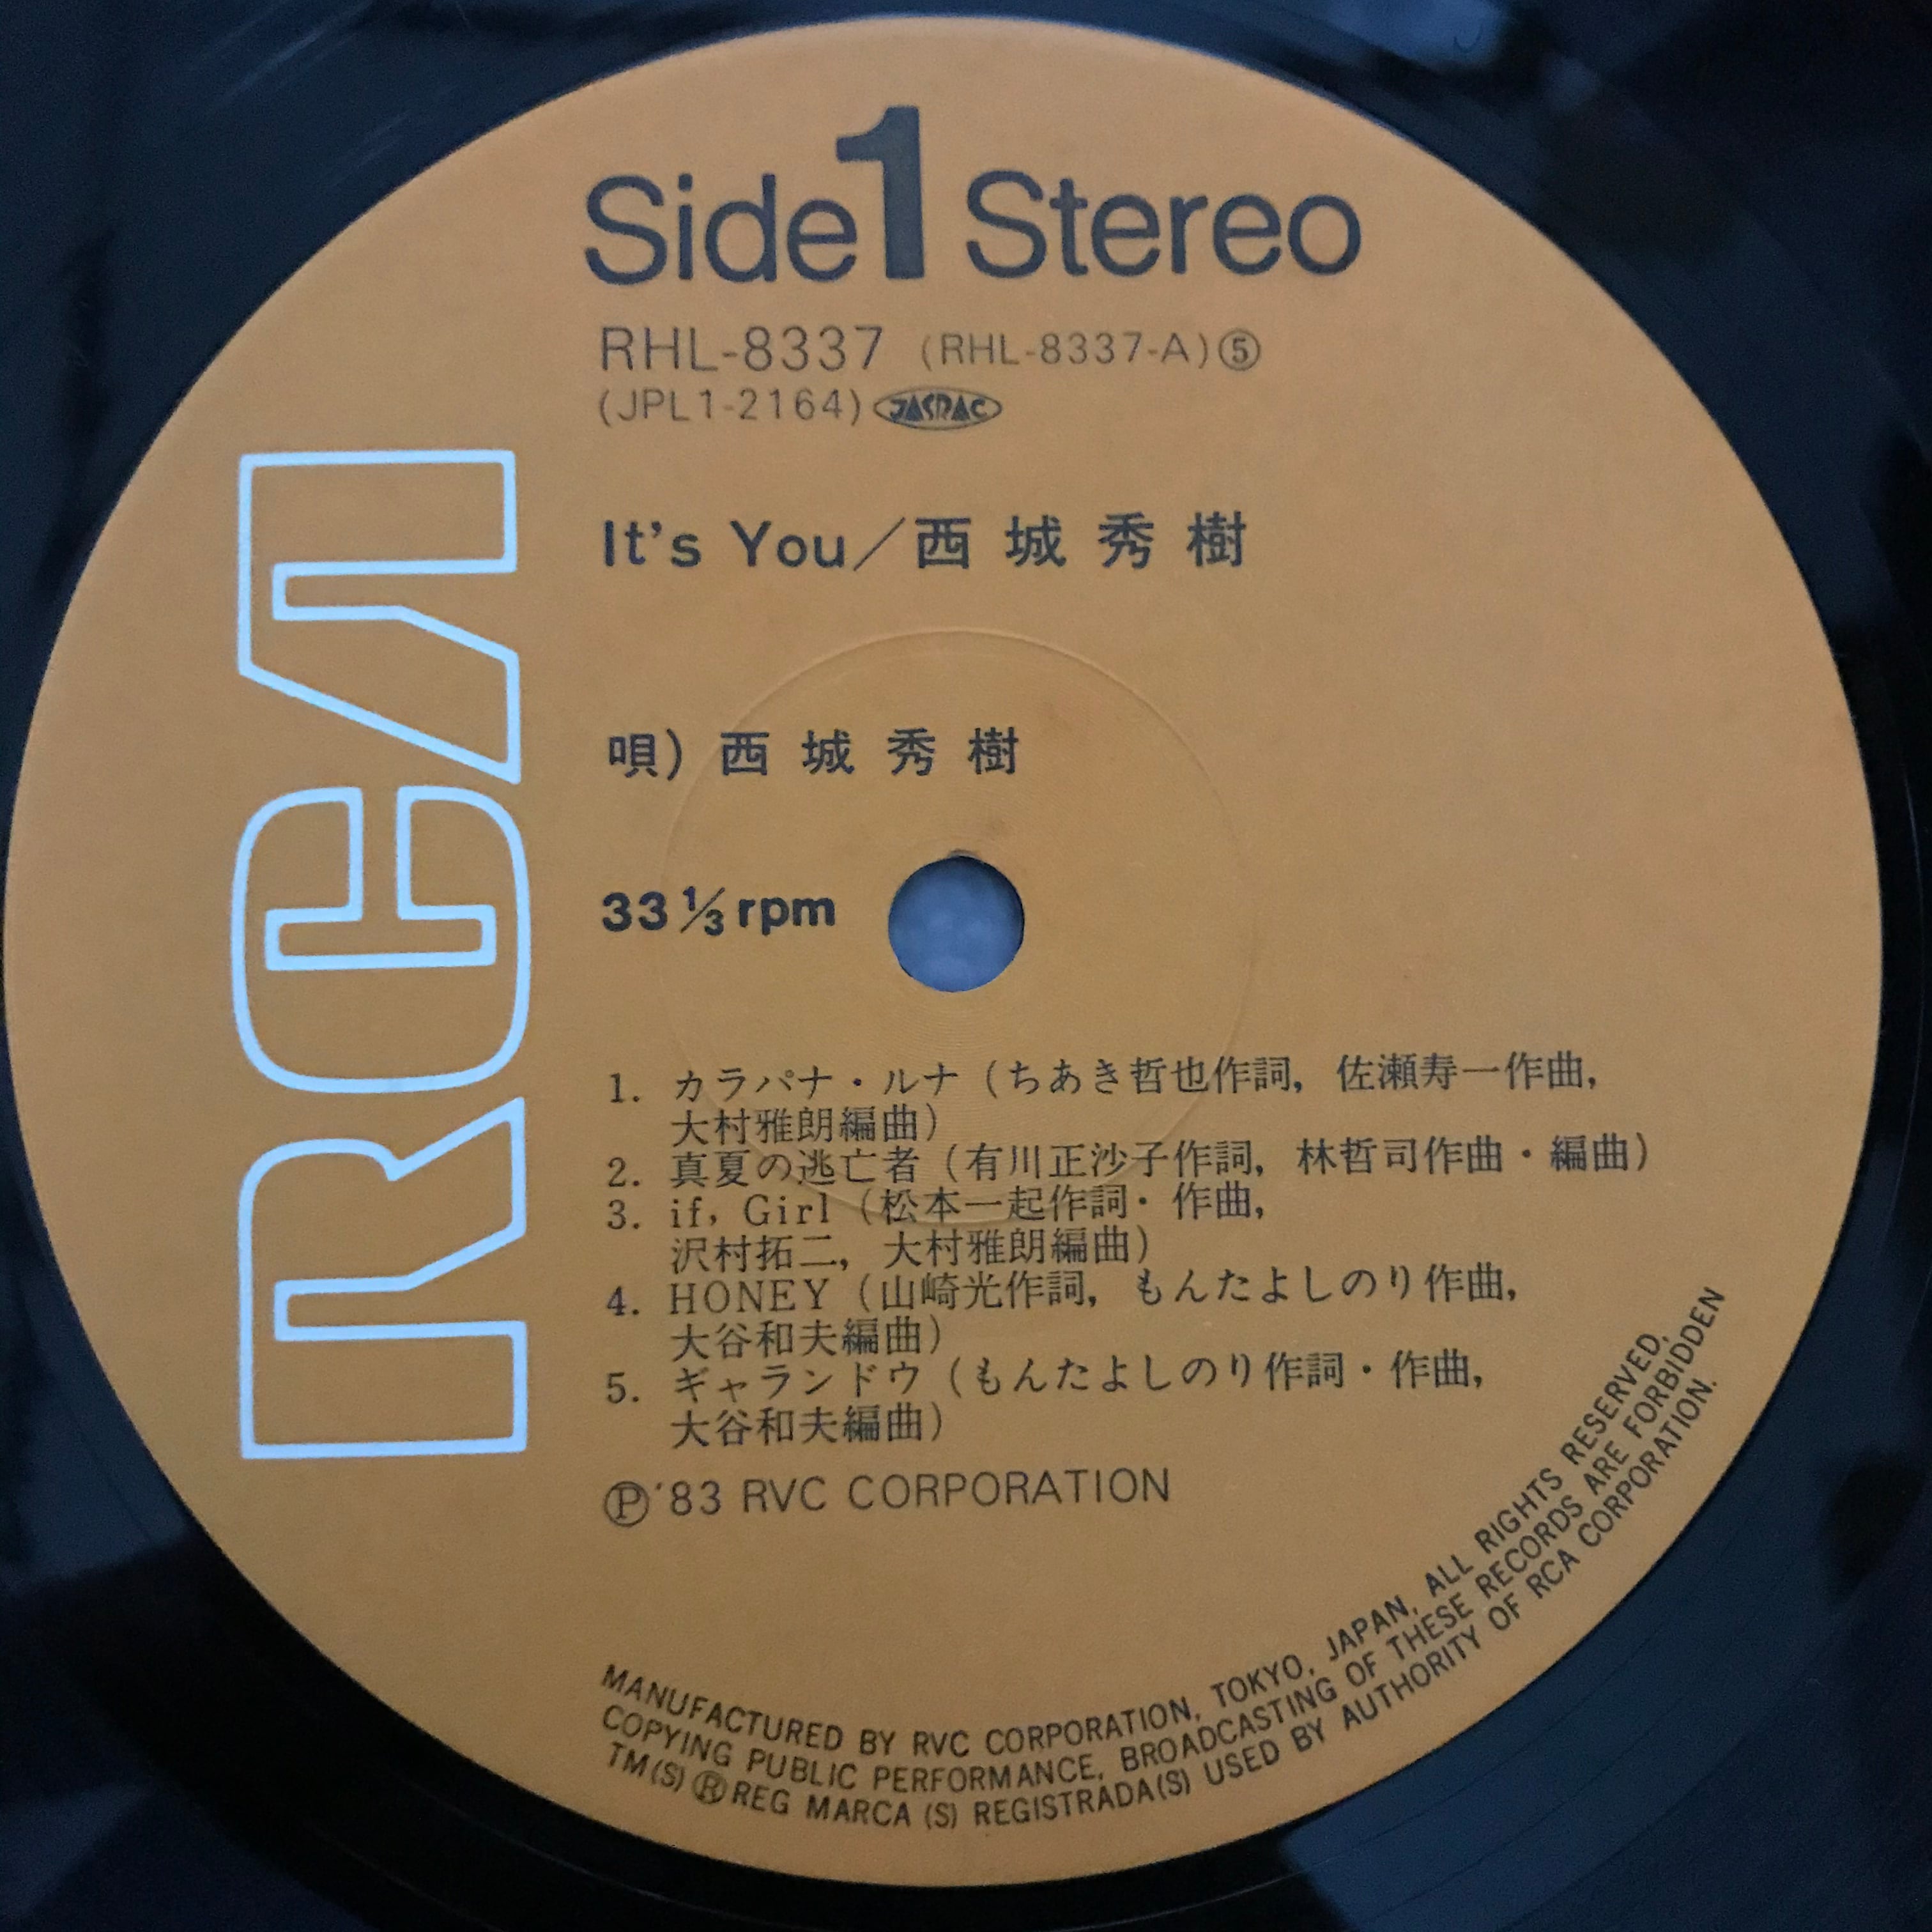 Side 1 Stereo
RHL-8337 (RHL-8337-A)⑤
(JPL1-2164) JASRAC
It's You／西城秀樹
唄）西城秀樹
33⅓ rpm
1. カラパナ・ルナ（ちあき哲也作詞，佐瀬寿一作曲，
大村雅朗編曲）
2. 真夏の逃亡者（有川正沙子作詞，林哲司作曲・編曲）
3. if, Girl（松本一起作詞・作曲，
沢村拓二，大村雅朗編曲）
4. HONEY（山崎光作詞，もんたよしのり作曲，
大谷和夫編曲）
5. ギャランドウ（もんたよしのり作詞・作曲，
大谷和夫編曲）
Ⓟ'83 RVC CORPORATION
MANUFACTURED BY RVC CORPORATION, TOKYO, JAPAN, ALL RIGHTS RESERVED,
COPYING PUBLIC PERFORMANCE, BROADCASTING OF THESE RECORDS ARE FORBIDDEN
TM(S) ® REG MARCA (S) REGISTRADA(S) USED BY AUTHORITY OF RCA CORPORATION.
RCA